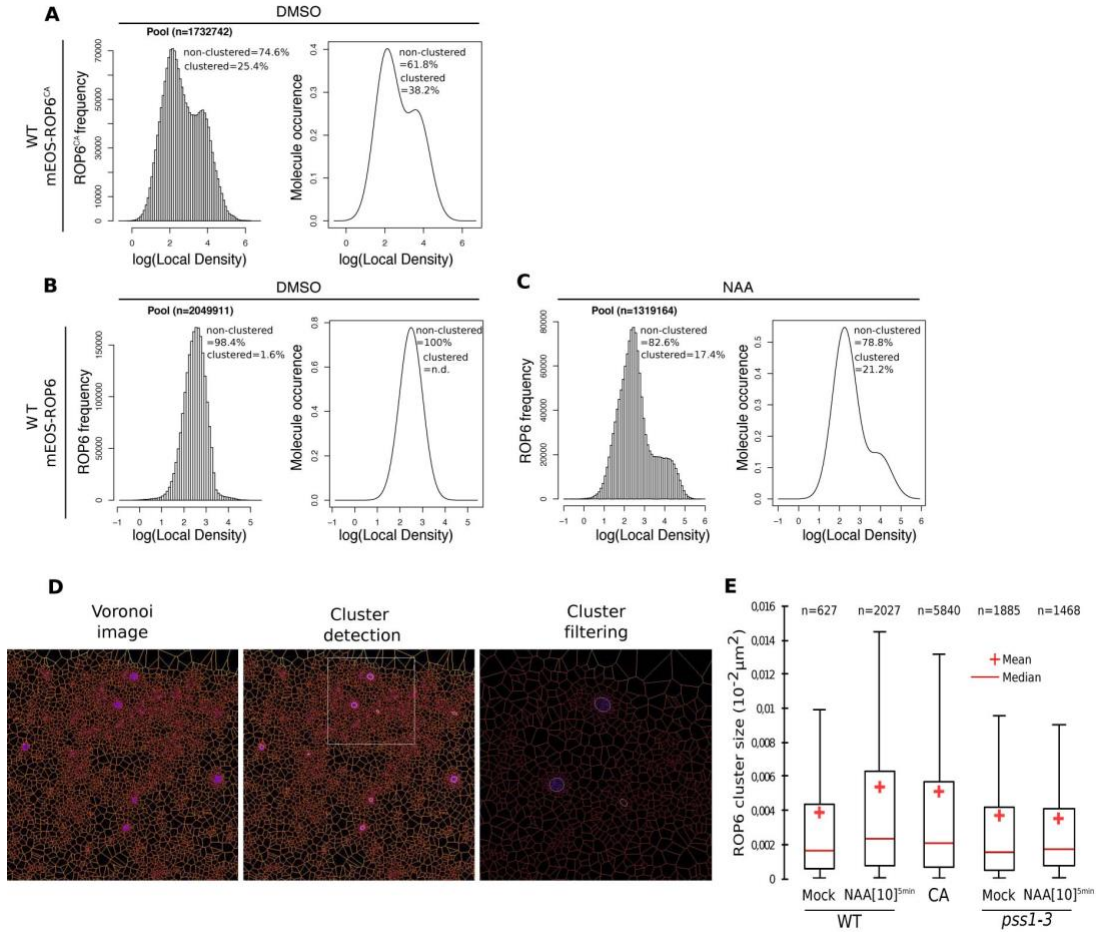 A
DMSO
WT
mEOS-ROP6CA
Pool (n=1732742)
non-clustered=74.6%
clustered=25.4%
ROP6CA frequency
0 10000 30000 50000 70000
0 2 4 6
log(Local Density)
non-clustered
=61.8%
clustered
=38.2%
Molecule occurence
0.0 0.1 0.2 0.3 0.4
0 2 4 6
log(Local Density)
B
DMSO
WT
mEOS-ROP6
Pool (n=2049911)
non-clustered
=98.4%
clustered=1.6%
ROP6 frequency
0 50000 100000 150000
−1 0 1 2 3 4 5
log(Local Density)
non-clustered
=100%
clustered
=n.d.
Molecule occurence
0.0 0.2 0.4 0.6 0.8
−1 0 1 2 3 4 5
log(Local Density)
C
NAA
Pool (n=1319164)
non-clustered
=82.6%
clustered=17.4%
ROP6 frequency
0 20000 40000 60000 80000
−1 0 1 2 3 4 5 6
log(Local Density)
non-clustered
=78.8%
clustered
=21.2%
Molecule occurence
0.0 0.1 0.2 0.3 0.4 0.5
−1 0 1 2 3 4 5 6
log(Local Density)
D
Voronoi
image
Cluster
detection
Cluster
filtering
E
n=627 n=2027 n=5840 n=1885 n=1468
Mean
Median
ROP6 cluster size (10-2µm2)
0,016
0,014
0,012
0,01
0,008
0,006
0,004
0,002
0
Mock NAA[10]5min CA Mock NAA[10]5min
WT pss1-3